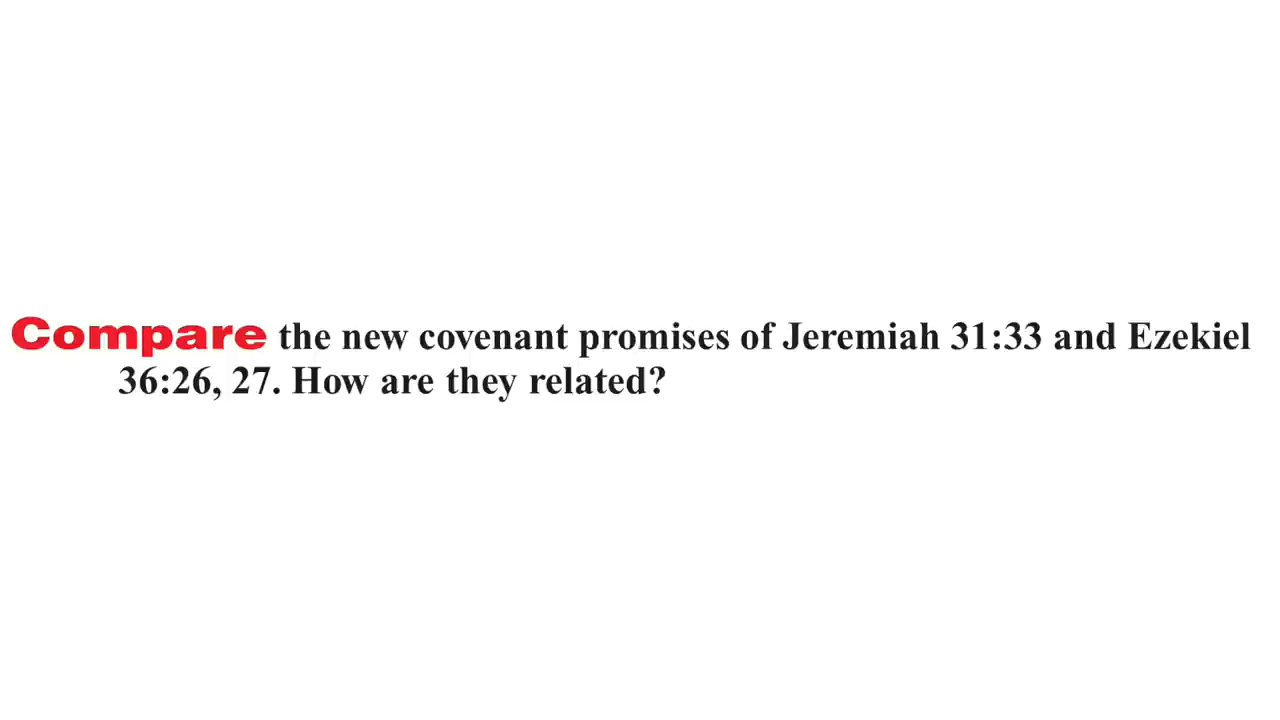 Compare the new covenant promises of Jeremiah 31:33 and Ezekiel
36:26, 27. How are they related?